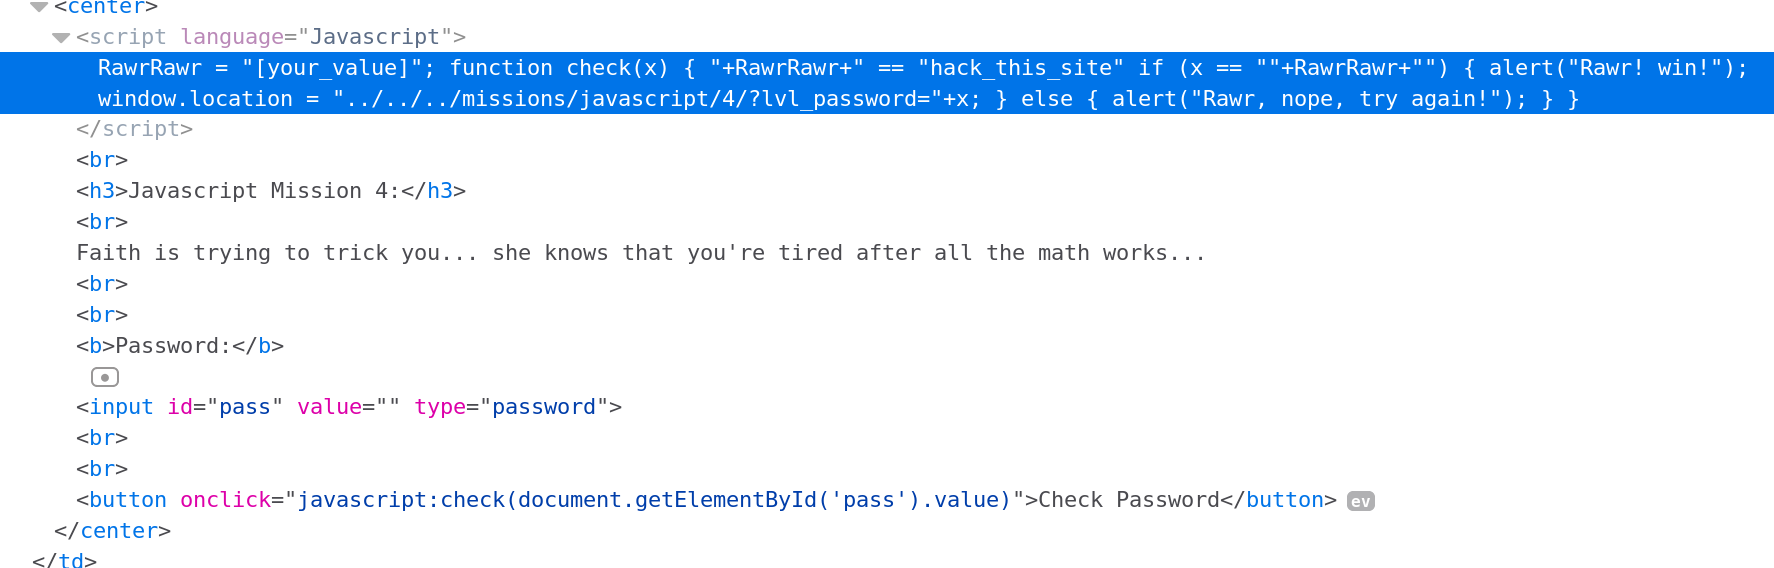 <center>
<script language="Javascript">
RawrRawr = "[your_value]"; function check(x) { "+RawrRawr+" == "hack_this_site" if (x == ""+RawrRawr+"") { alert("Rawr! win!");
window.location = "../../../missions/javascript/4/?lvl_password="+x; } else { alert("Rawr, nope, try again!"); } }
</script>
<br>
<h3>Javascript Mission 4:</h3>
<br>
Faith is trying to trick you... she knows that you're tired after all the math works...
<br>
<br>
<b>Password:</b>
<input id="pass" value="" type="password">
<br>
<br>
<button onclick="javascript:check(document.getElementById('pass').value)">Check Password</button> ev
</center>
</td>